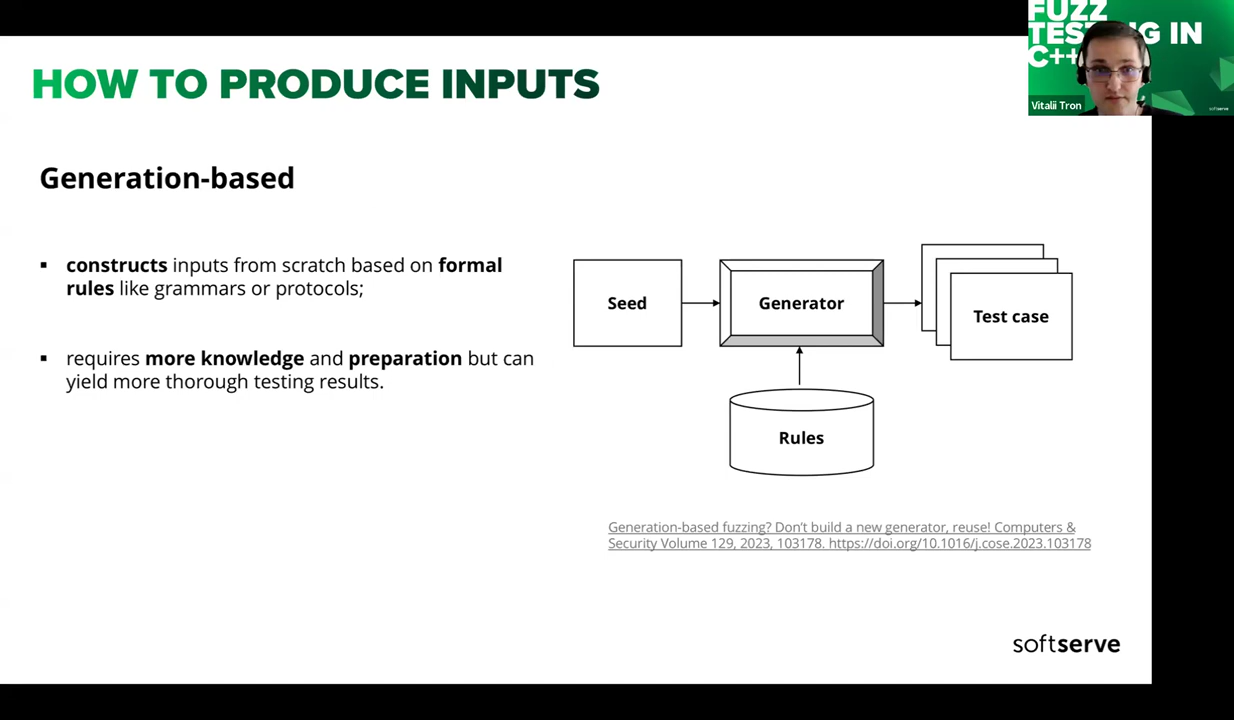 FUZZ
TESTING IN
C++
Vitalii Tron
softserve
HOW TO PRODUCE INPUTS
Generation-based
▪ constructs inputs from scratch based on formal
rules like grammars or protocols;
▪ requires more knowledge and preparation but can
yield more thorough testing results.
Seed
Generator
Test case
Rules
Generation-based fuzzing? Don't build a new generator, reuse! Computers &
Security Volume 129, 2023, 103178. https://doi.org/10.1016/j.cose.2023.103178
softserve